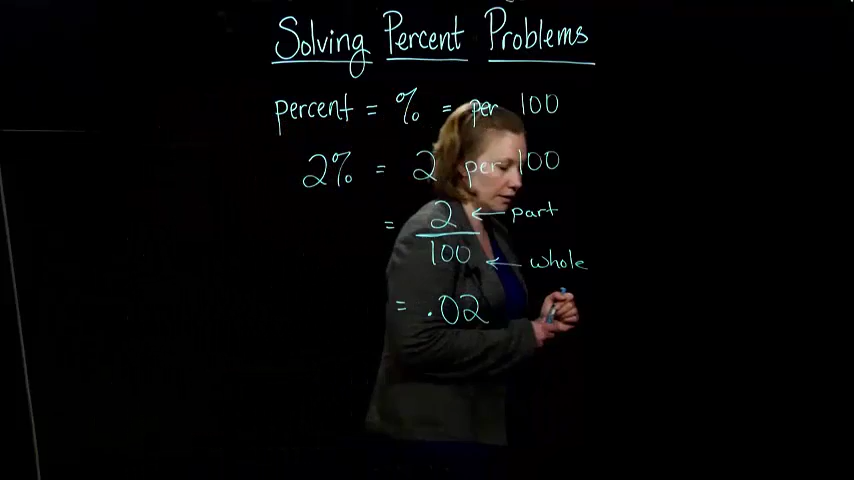 Solving Percent Problems
percent = % = per 100
2% = 2 per 100
= 2 ← part
100 ← whole
= .02